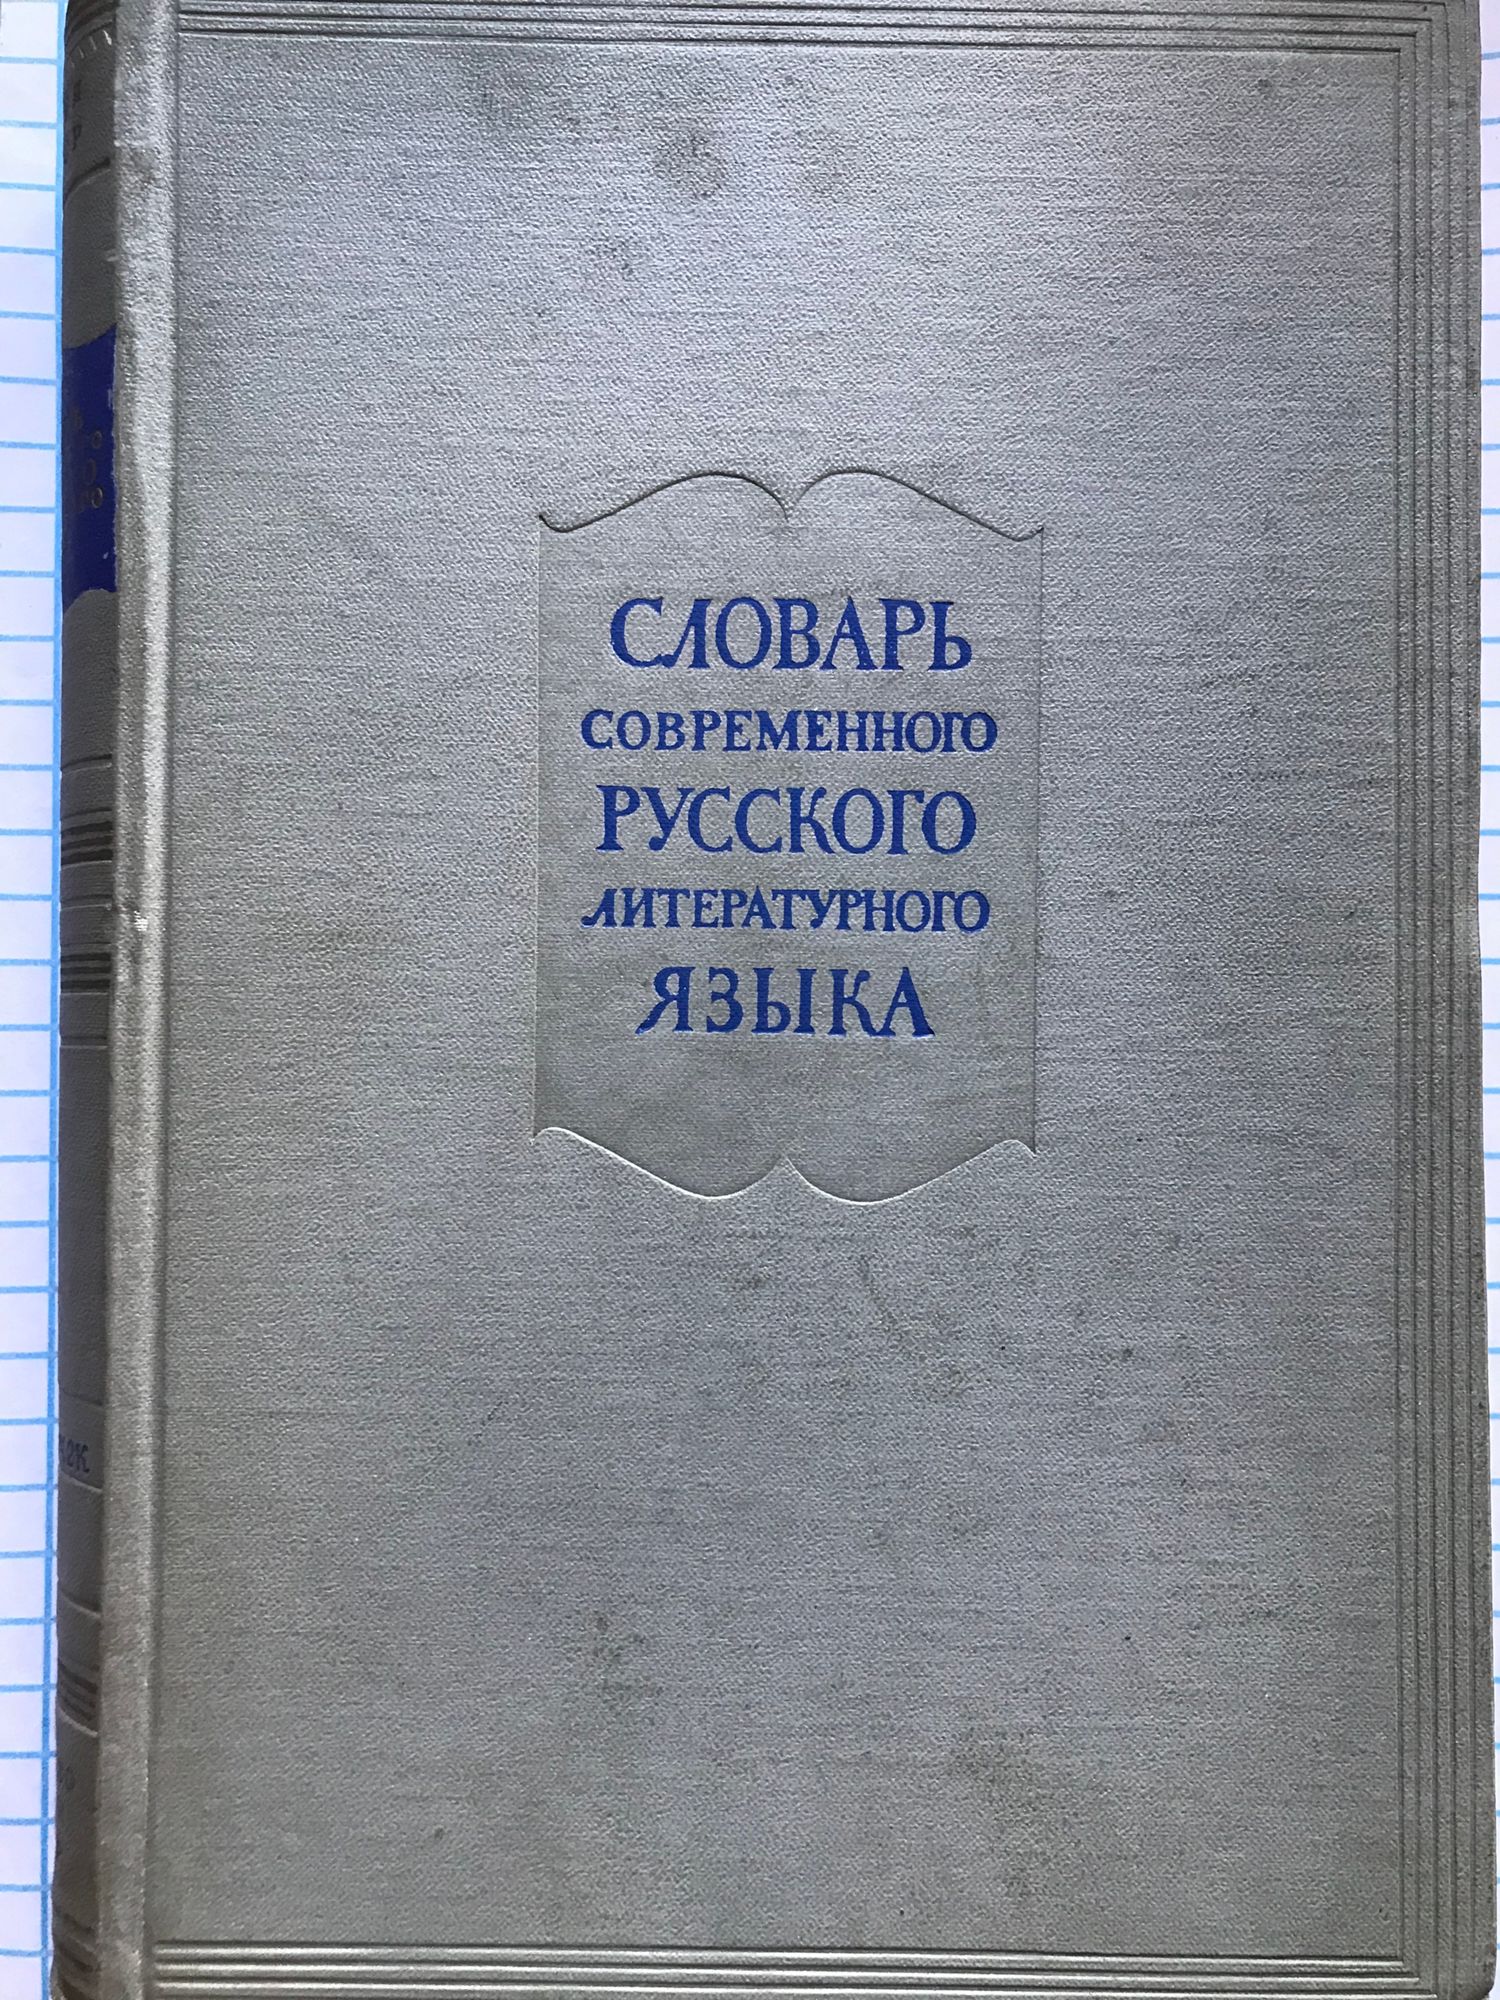 СЛОВАРЬ
СОВРЕМЕННОГО
РУССКОГО
ЛИТЕРАТУРНОГО
ЯЗЫКА